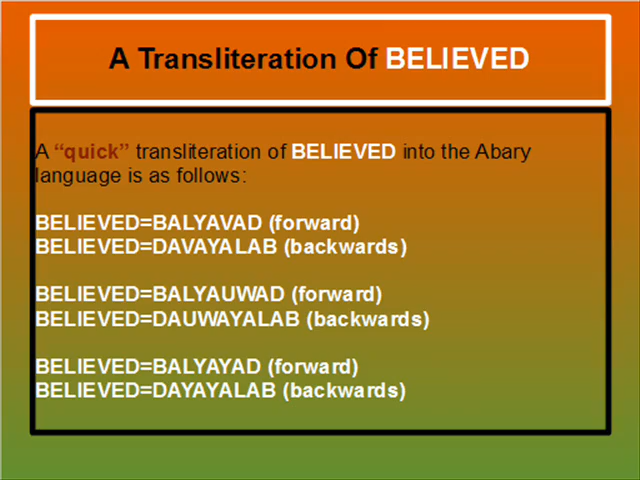 A Transliteration Of BELIEVED
A “quick” transliteration of BELIEVED into the Abary
language is as follows:
BELIEVED=BALYAVAD (forward)
BELIEVED=DAVAYALAB (backwards)
BELIEVED=BALYAUWAD (forward)
BELIEVED=DAUWAYALAB (backwards)
BELIEVED=BALYAYAD (forward)
BELIEVED=DAYAYALAB (backwards)